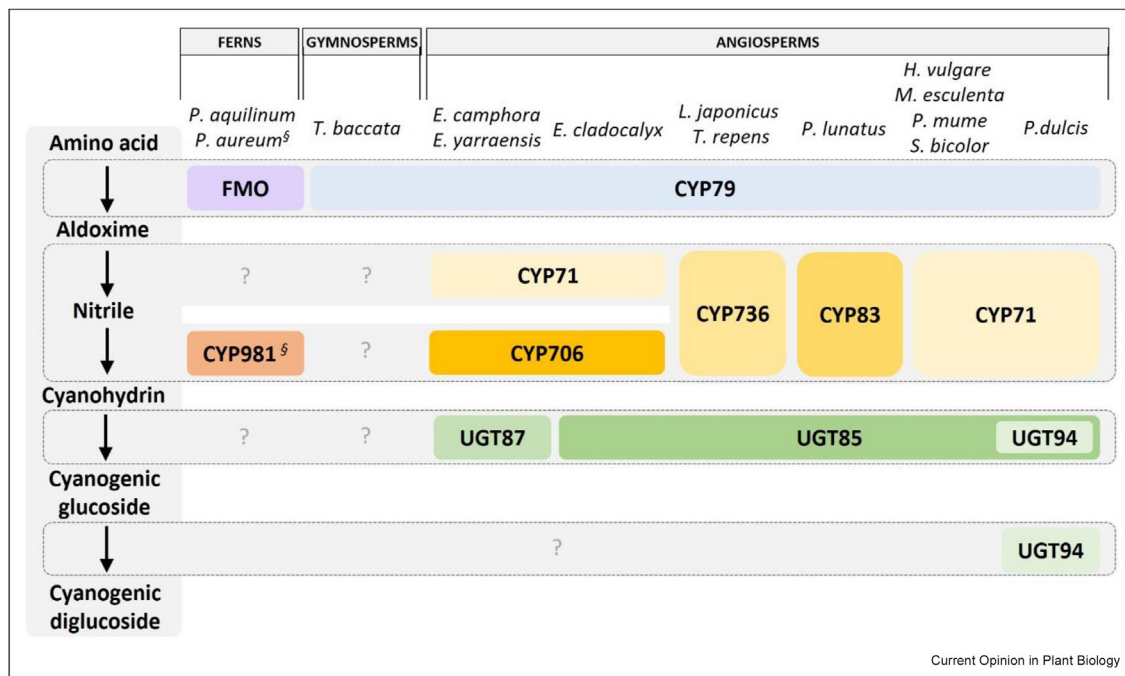 FERNS GYMNOSPERMS ANGIOSPERMS
H. vulgare
M. esculenta
P. aquilinum E. camphora L. japonicus P. mume
P. aureum§ T. baccata E. yarraensis E. cladocalyx T. repens P. lunatus S. bicolor P.dulcis
Amino acid
FMO CYP79
Aldoxime
? ? CYP71
Nitrile CYP736 CYP83 CYP71
CYP981 § ? CYP706
Cyanohydrin
? ? UGT87 UGT85 UGT94
Cyanogenic
glucoside
? UGT94
Cyanogenic
diglucoside
Current Opinion in Plant Biology